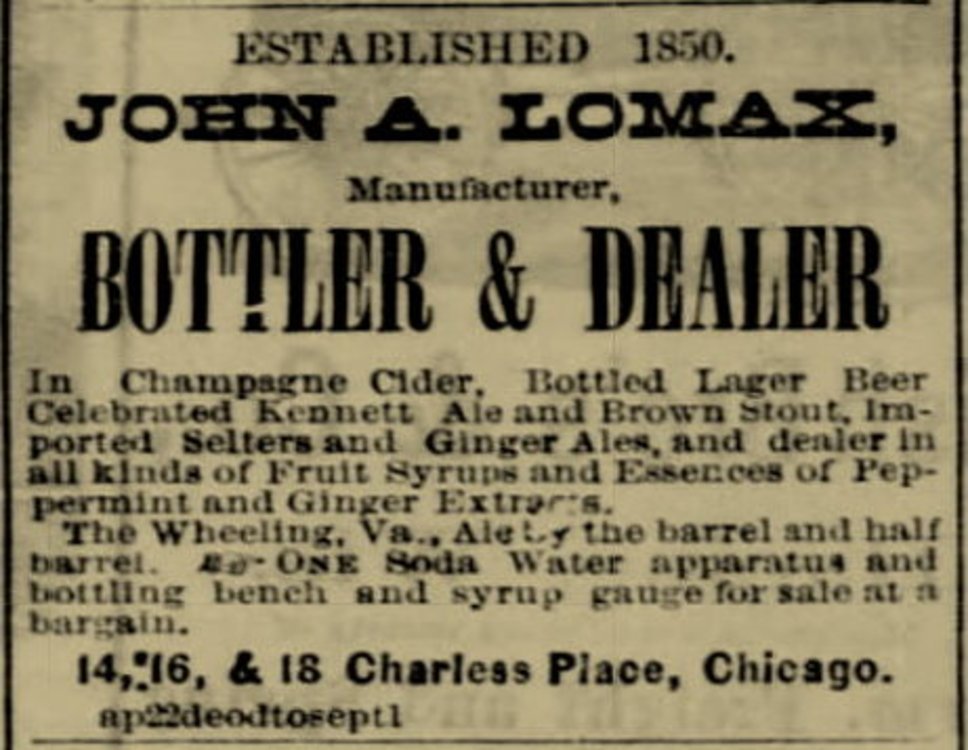 ESTABLISHED 1850.
JOHN A. LOMAX,
Manufacturer,
BOTTLER & DEALER
In Champagne Cider, Bottled Lager Beer
Celebrated Kennett Ale and Brown Stout, Im-
ported Selters and Ginger Ales, and dealer in
all kinds of Fruit Syrups and Essences of Pep-
permint and Ginger Extracts.
The Wheeling, Va., Ale by the barrel and half
barrel. ONE Soda Water apparatus and
bottling bench and syrup gauge for sale at a
bargain.
14, 16, & 18 Charless Place, Chicago.
ap22deodtosept1